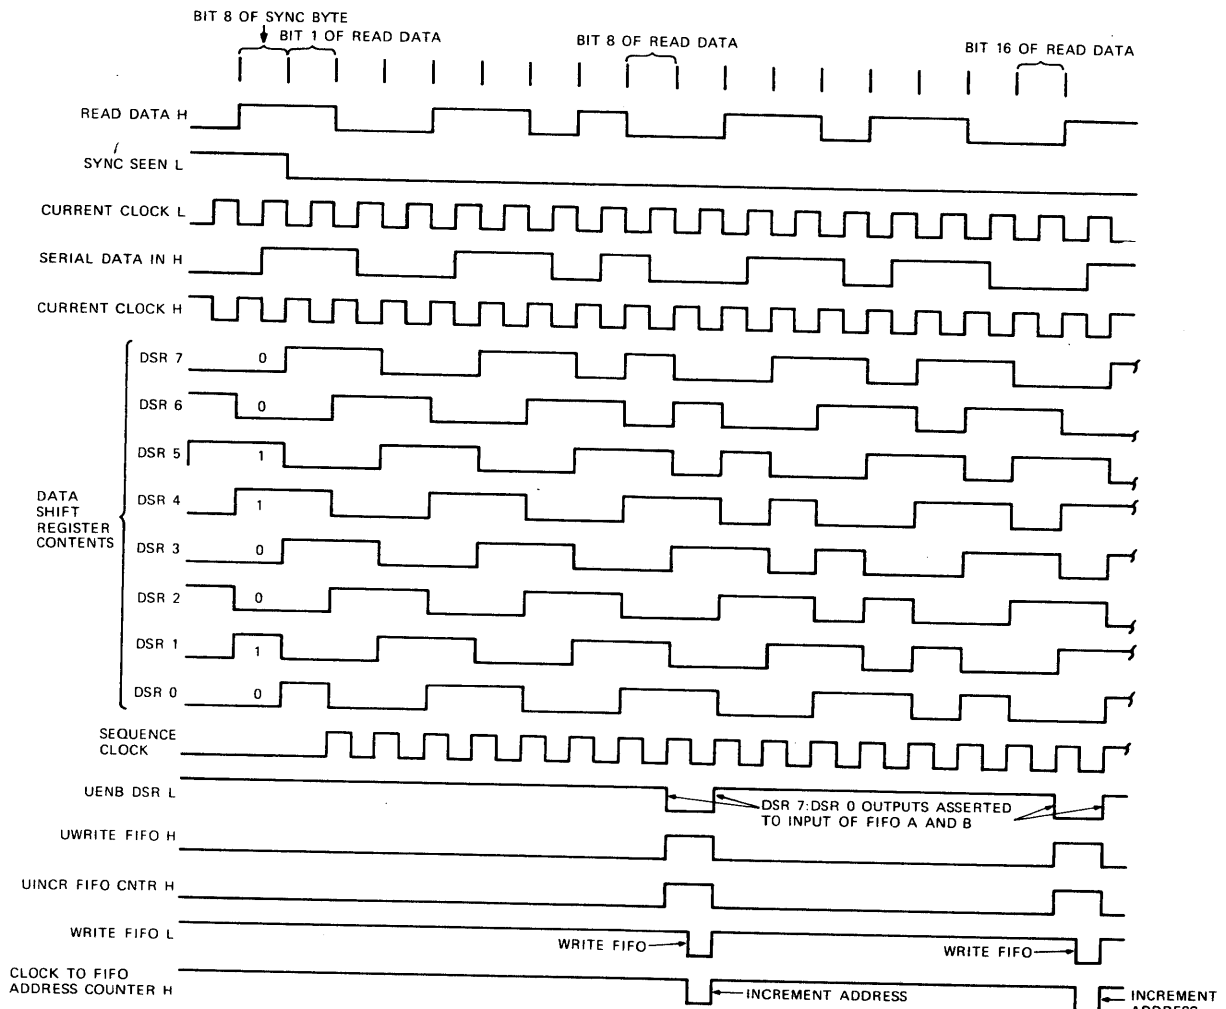 BIT 8 OF SYNC BYTE
BIT 1 OF READ DATA
BIT 8 OF READ DATA
BIT 16 OF READ DATA
READ DATA H
SYNC SEEN L
CURRENT CLOCK L
SERIAL DATA IN H
CURRENT CLOCK H
DATA
SHIFT
REGISTER
CONTENTS
DSR 7 0
DSR 6 0
DSR 5 1
DSR 4 1
DSR 3 0
DSR 2 0
DSR 1 1
DSR 0 0
SEQUENCE
CLOCK
UENB DSR L
DSR 7:DSR 0 OUTPUTS ASSERTED
TO INPUT OF FIFO A AND B
UWRITE FIFO H
UINCR FIFO CNTR H
WRITE FIFO L
WRITE FIFO
WRITE FIFO
CLOCK TO FIFO
ADDRESS COUNTER H
INCREMENT ADDRESS
INCREMENT